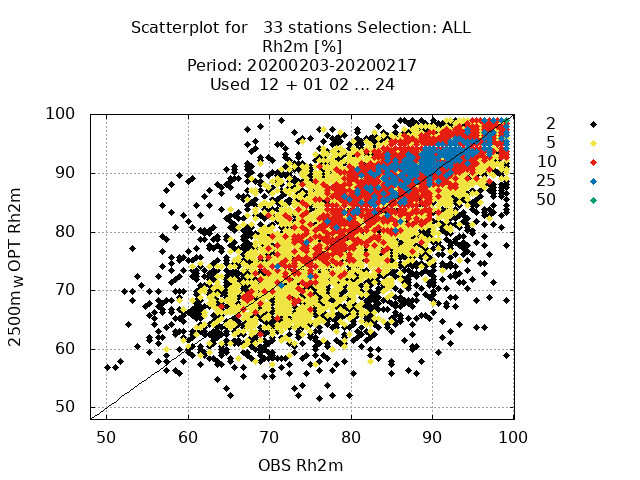 Scatterplot for   33 stations Selection: ALL
Rh2m [%]
Period: 20200203-20200217
Used 12 + 01 02 ... 24
2500m_W OPT Rh2m
100
90
80
70
60
50
50 60 70 80 90 100
OBS Rh2m
2
5
10
25
50